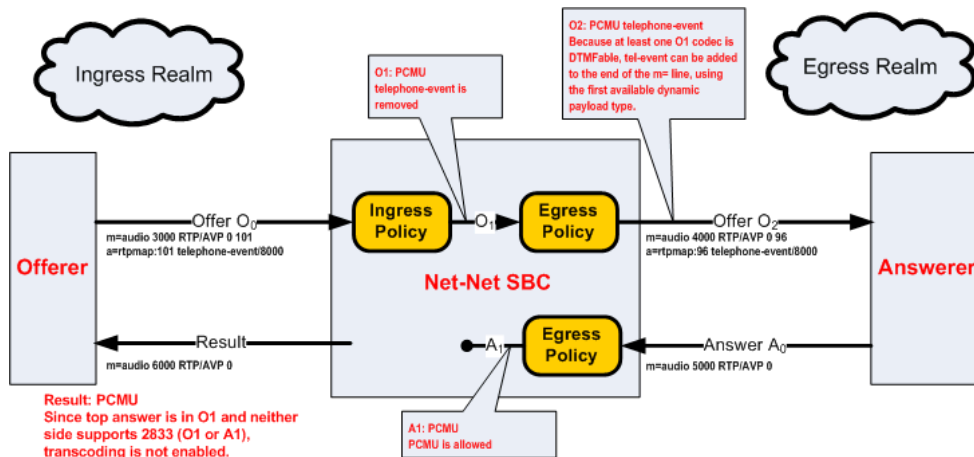 Ingress Realm
O1: PCMU
telephone-event is
removed
O2: PCMU telephone-event
Because at least one O1 codec is
DTMFable, tel-event can be added
to the end of the m= line, using
the first available dynamic
payload type.
Egress Realm
Offerer
Offer O0
m=audio 3000 RTP/AVP 0 101
a=rtpmap:101 telephone-event/8000
Ingress
Policy
O1
Egress
Policy
Offer O2
m=audio 4000 RTP/AVP 0 96
a=rtpmap:96 telephone-event/8000
Answerer
Net-Net SBC
Result
m=audio 6000 RTP/AVP 0
A1
Egress
Policy
Answer A0
m=audio 5000 RTP/AVP 0
Result: PCMU
Since top answer is in O1 and neither
side supports 2833 (O1 or A1),
transcoding is not enabled.
A1: PCMU
PCMU is allowed